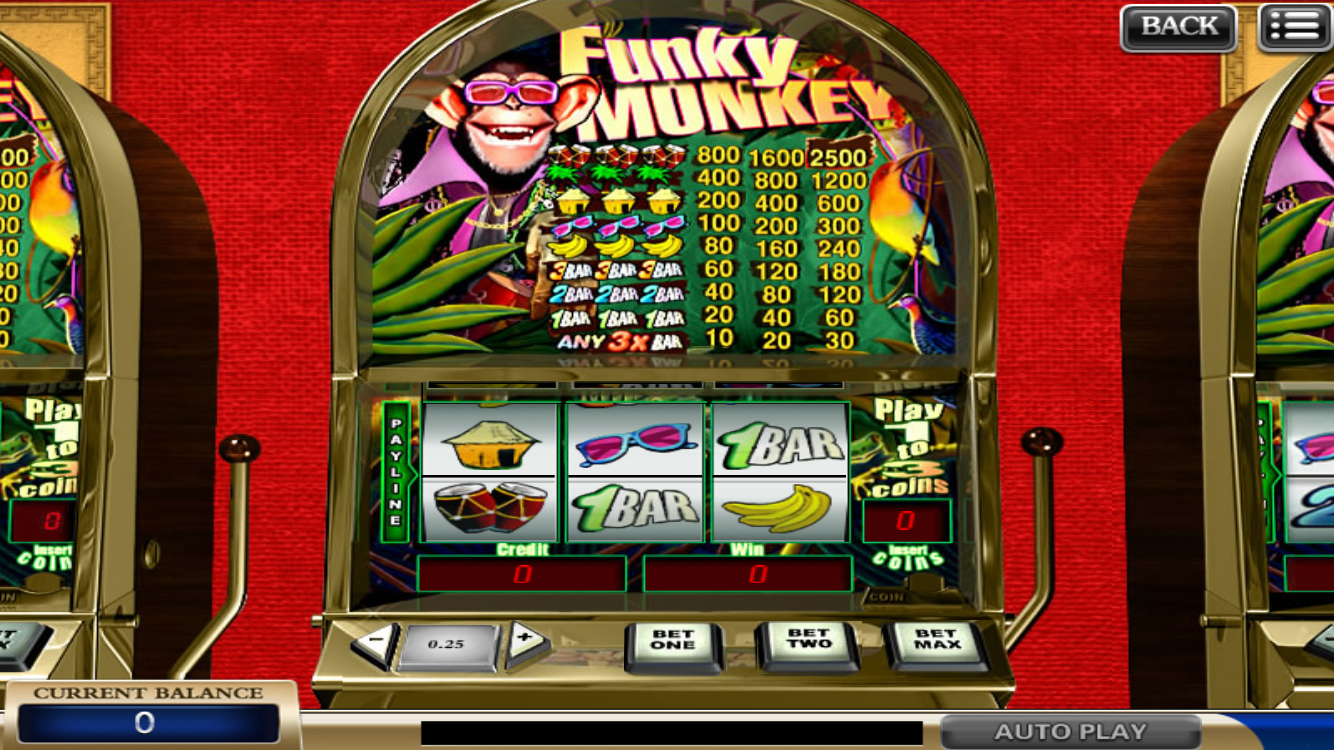 BACK
Funky
MONKEY
800 1600 2500
400 800 1200
200 400 600
100 200 300
80 160 240
3BAR 3BAR 3BAR 60 120 180
2BAR 2BAR 2BAR 40 80 120
1BAR 1BAR 1BAR 20 40 60
ANY 3X BAR 10 20 30
PAYLINE
1BAR
1BAR
Play
1
to
3
coins
0
Insert
coins
COIN
Credit
Win
0
0
0.25
BET
ONE
BET
TWO
BET
MAX
CURRENT BALANCE
0
AUTO PLAY